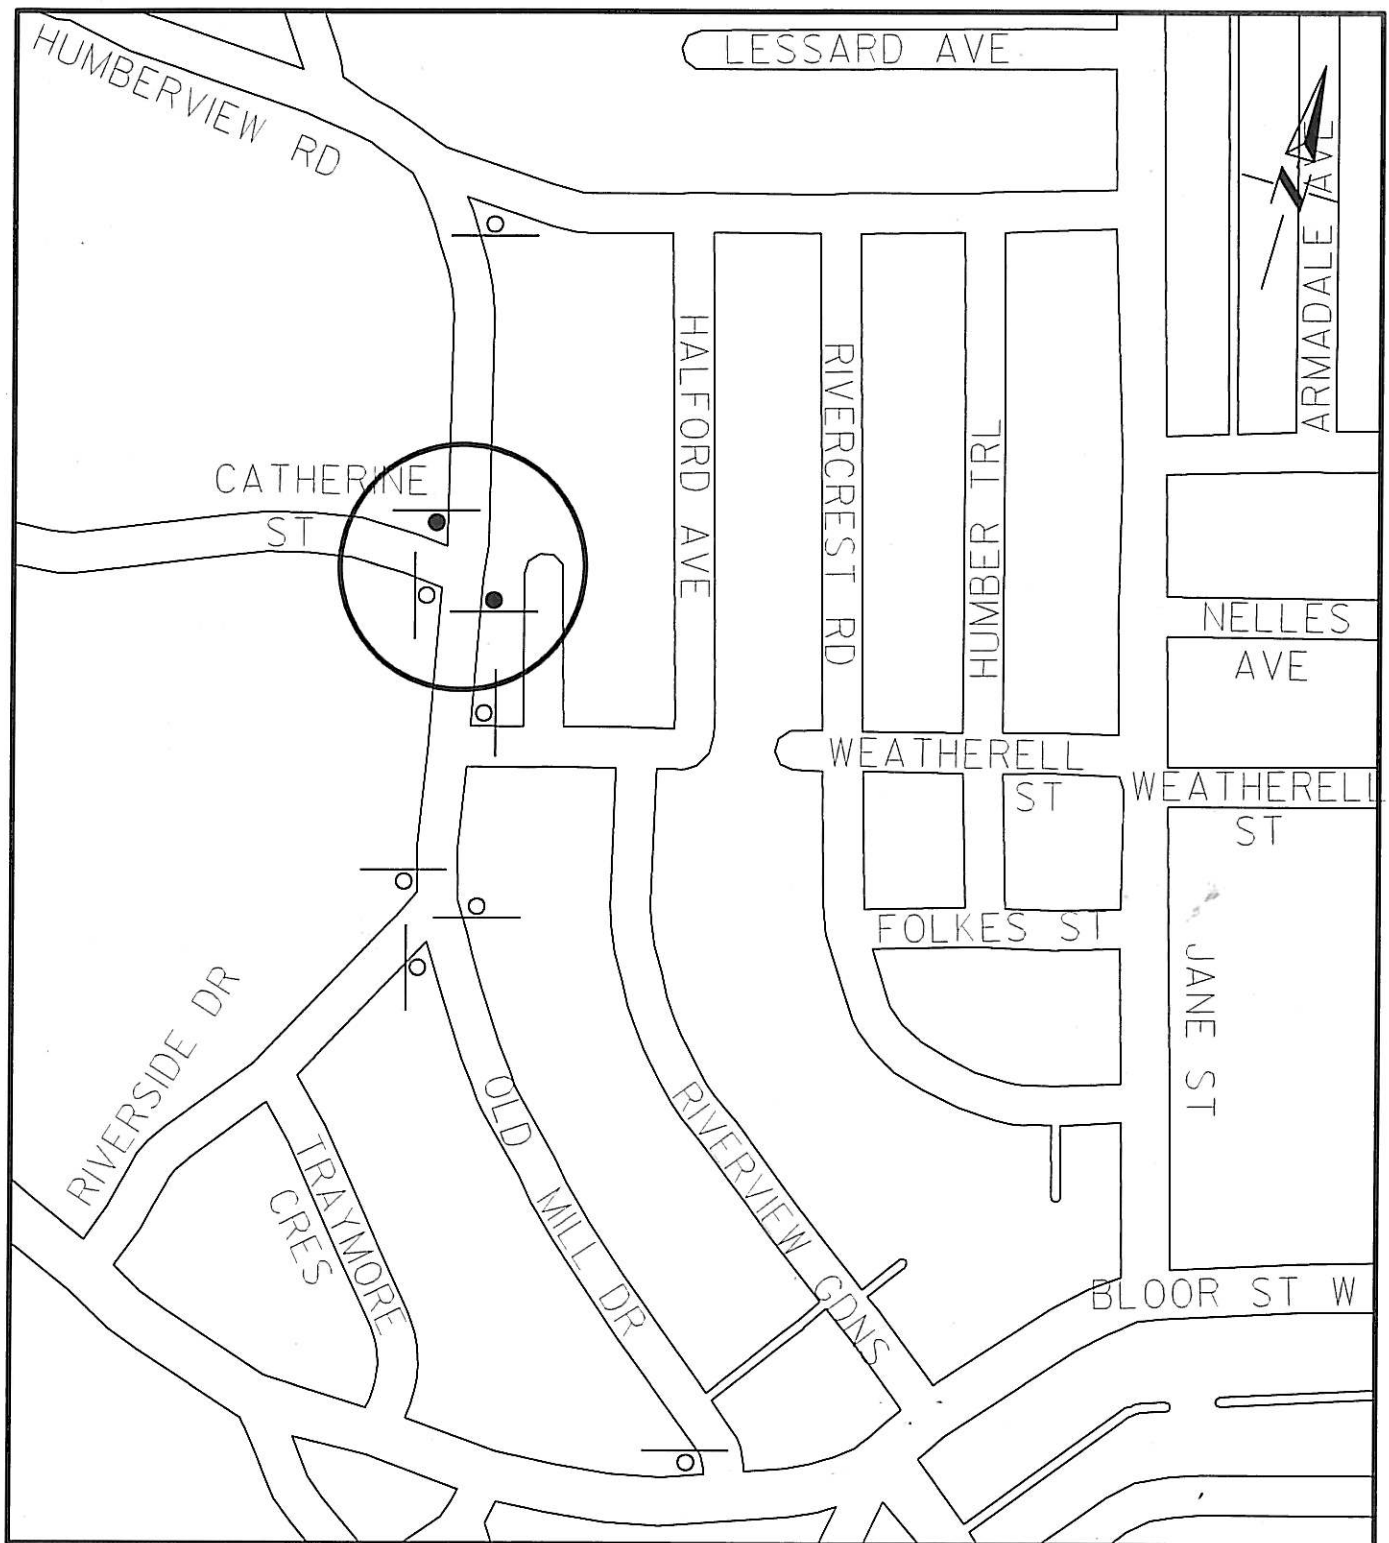 HUMBERVIEW RD
LESSARD AVE
N
ARMADALE AVE
HALFORD AVE
RIVERCREST RD
HUMBER TRL
CATHERINE
ST
NELLES
AVE
WEATHERELL
ST
WEATHERELL
ST
FOLKES ST
JANE ST
RIVERSIDE DR
OLD MILL DR
RIVERVIEW GDNS
TRAYMORE
CRES
BLOOR ST W